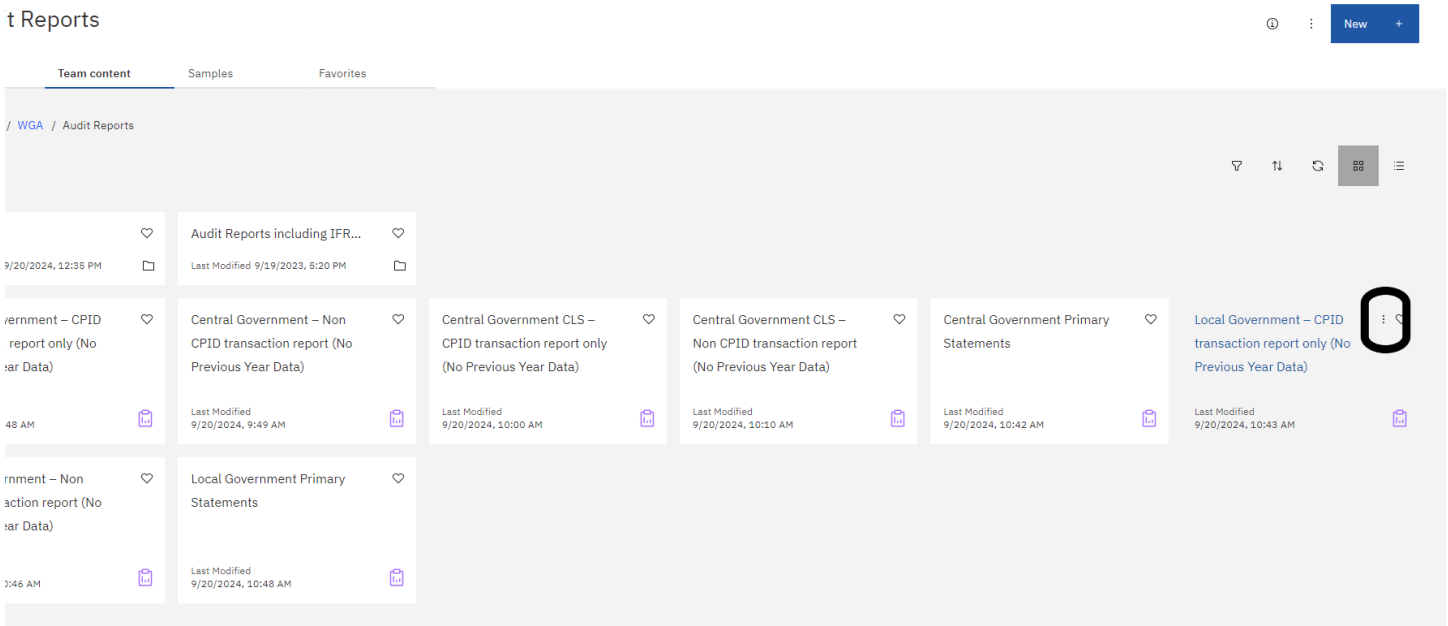 t Reports
New +
Team content Samples Favorites
/ WGA / Audit Reports
Audit Reports including IFR...
9/20/2024, 12:35 PM
Last Modified 9/19/2023, 5:20 PM
vernment – CPID
report only (No
ear Data)
48 AM
Central Government – Non
CPID transaction report (No
Previous Year Data)
Last Modified
9/20/2024, 9:49 AM
Central Government CLS –
CPID transaction report only
(No Previous Year Data)
Last Modified
9/20/2024, 10:00 AM
Central Government CLS –
Non CPID transaction report
(No Previous Year Data)
Last Modified
9/20/2024, 10:10 AM
Central Government Primary
Statements
Last Modified
9/20/2024, 10:42 AM
Local Government – CPID
transaction report only (No
Previous Year Data)
Last Modified
9/20/2024, 10:43 AM
rnment – Non
action report (No
ear Data)
0:46 AM
Local Government Primary
Statements
Last Modified
9/20/2024, 10:48 AM